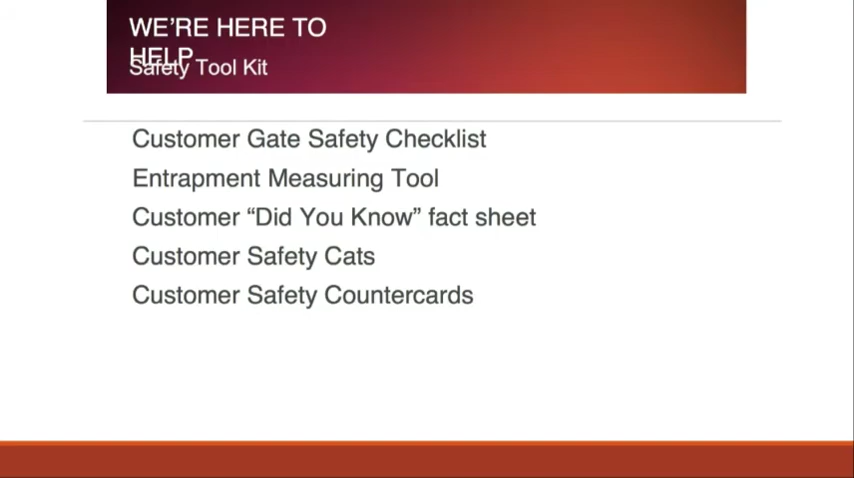 WE’RE HERE TO
HELP
Safety Tool Kit
Customer Gate Safety Checklist
Entrapment Measuring Tool
Customer “Did You Know” fact sheet
Customer Safety Cats
Customer Safety Countercards